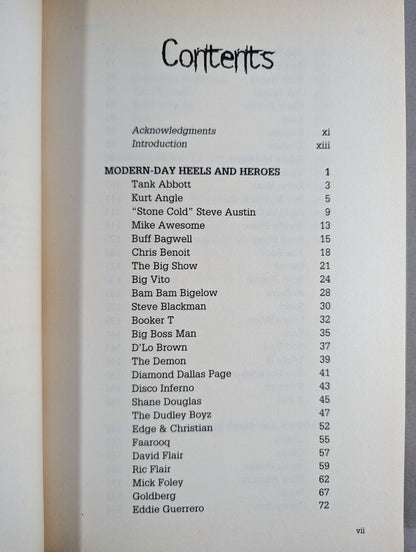 Contents
Acknowledgments xi
Introduction xiii
MODERN-DAY HEELS AND HEROES 1
Tank Abbott 3
Kurt Angle 5
“Stone Cold” Steve Austin 9
Mike Awesome 13
Buff Bagwell 15
Chris Benoit 18
The Big Show 21
Big Vito 24
Bam Bam Bigelow 28
Steve Blackman 30
Booker T 32
Big Boss Man 35
D’Lo Brown 37
The Demon 39
Diamond Dallas Page 41
Disco Inferno 43
Shane Douglas 45
The Dudley Boyz 47
Edge & Christian 52
Faarooq 55
David Flair 57
Ric Flair 59
Mick Foley 62
Goldberg 67
Eddie Guerrero 72
vii